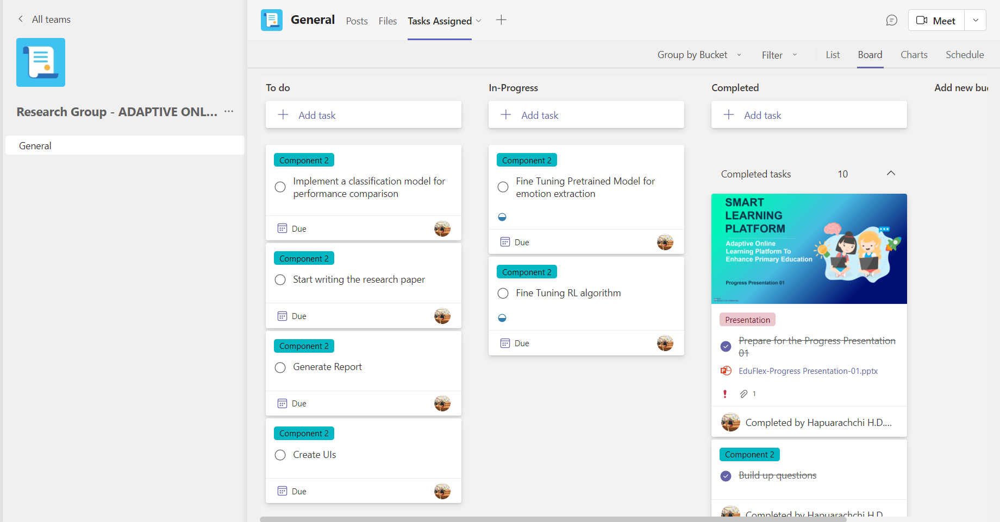 All teams
Research Group - ADAPTIVE ONL... ...
General
General Posts Files Tasks Assigned
Meet
Group by Bucket Filter List Board Charts Schedule
To do
Add task
Component 2
Implement a classification model for
performance comparison
Due
Component 2
Start writing the research paper
Due
Component 2
Generate Report
Due
Component 2
Create UIs
Due
In-Progress
Add task
Component 2
Fine Tuning Pretrained Model for
emotion extraction
Due
Component 2
Fine Tuning RL algorithm
Due
Completed
Add task
Completed tasks 10
SMART
LEARNING
PLATFORM
Adaptive Online
Learning Platform To
Enhance Primary Education
Progress Presentation 01
Presentation
Prepare for the Progress Presentation
01
EduFlex-Progress Presentation-01.pptx
1
Completed by Hapuarachchi H.D....
Component 2
Build up questions
Completed by Hapuarachchi H.D.
Add new buc